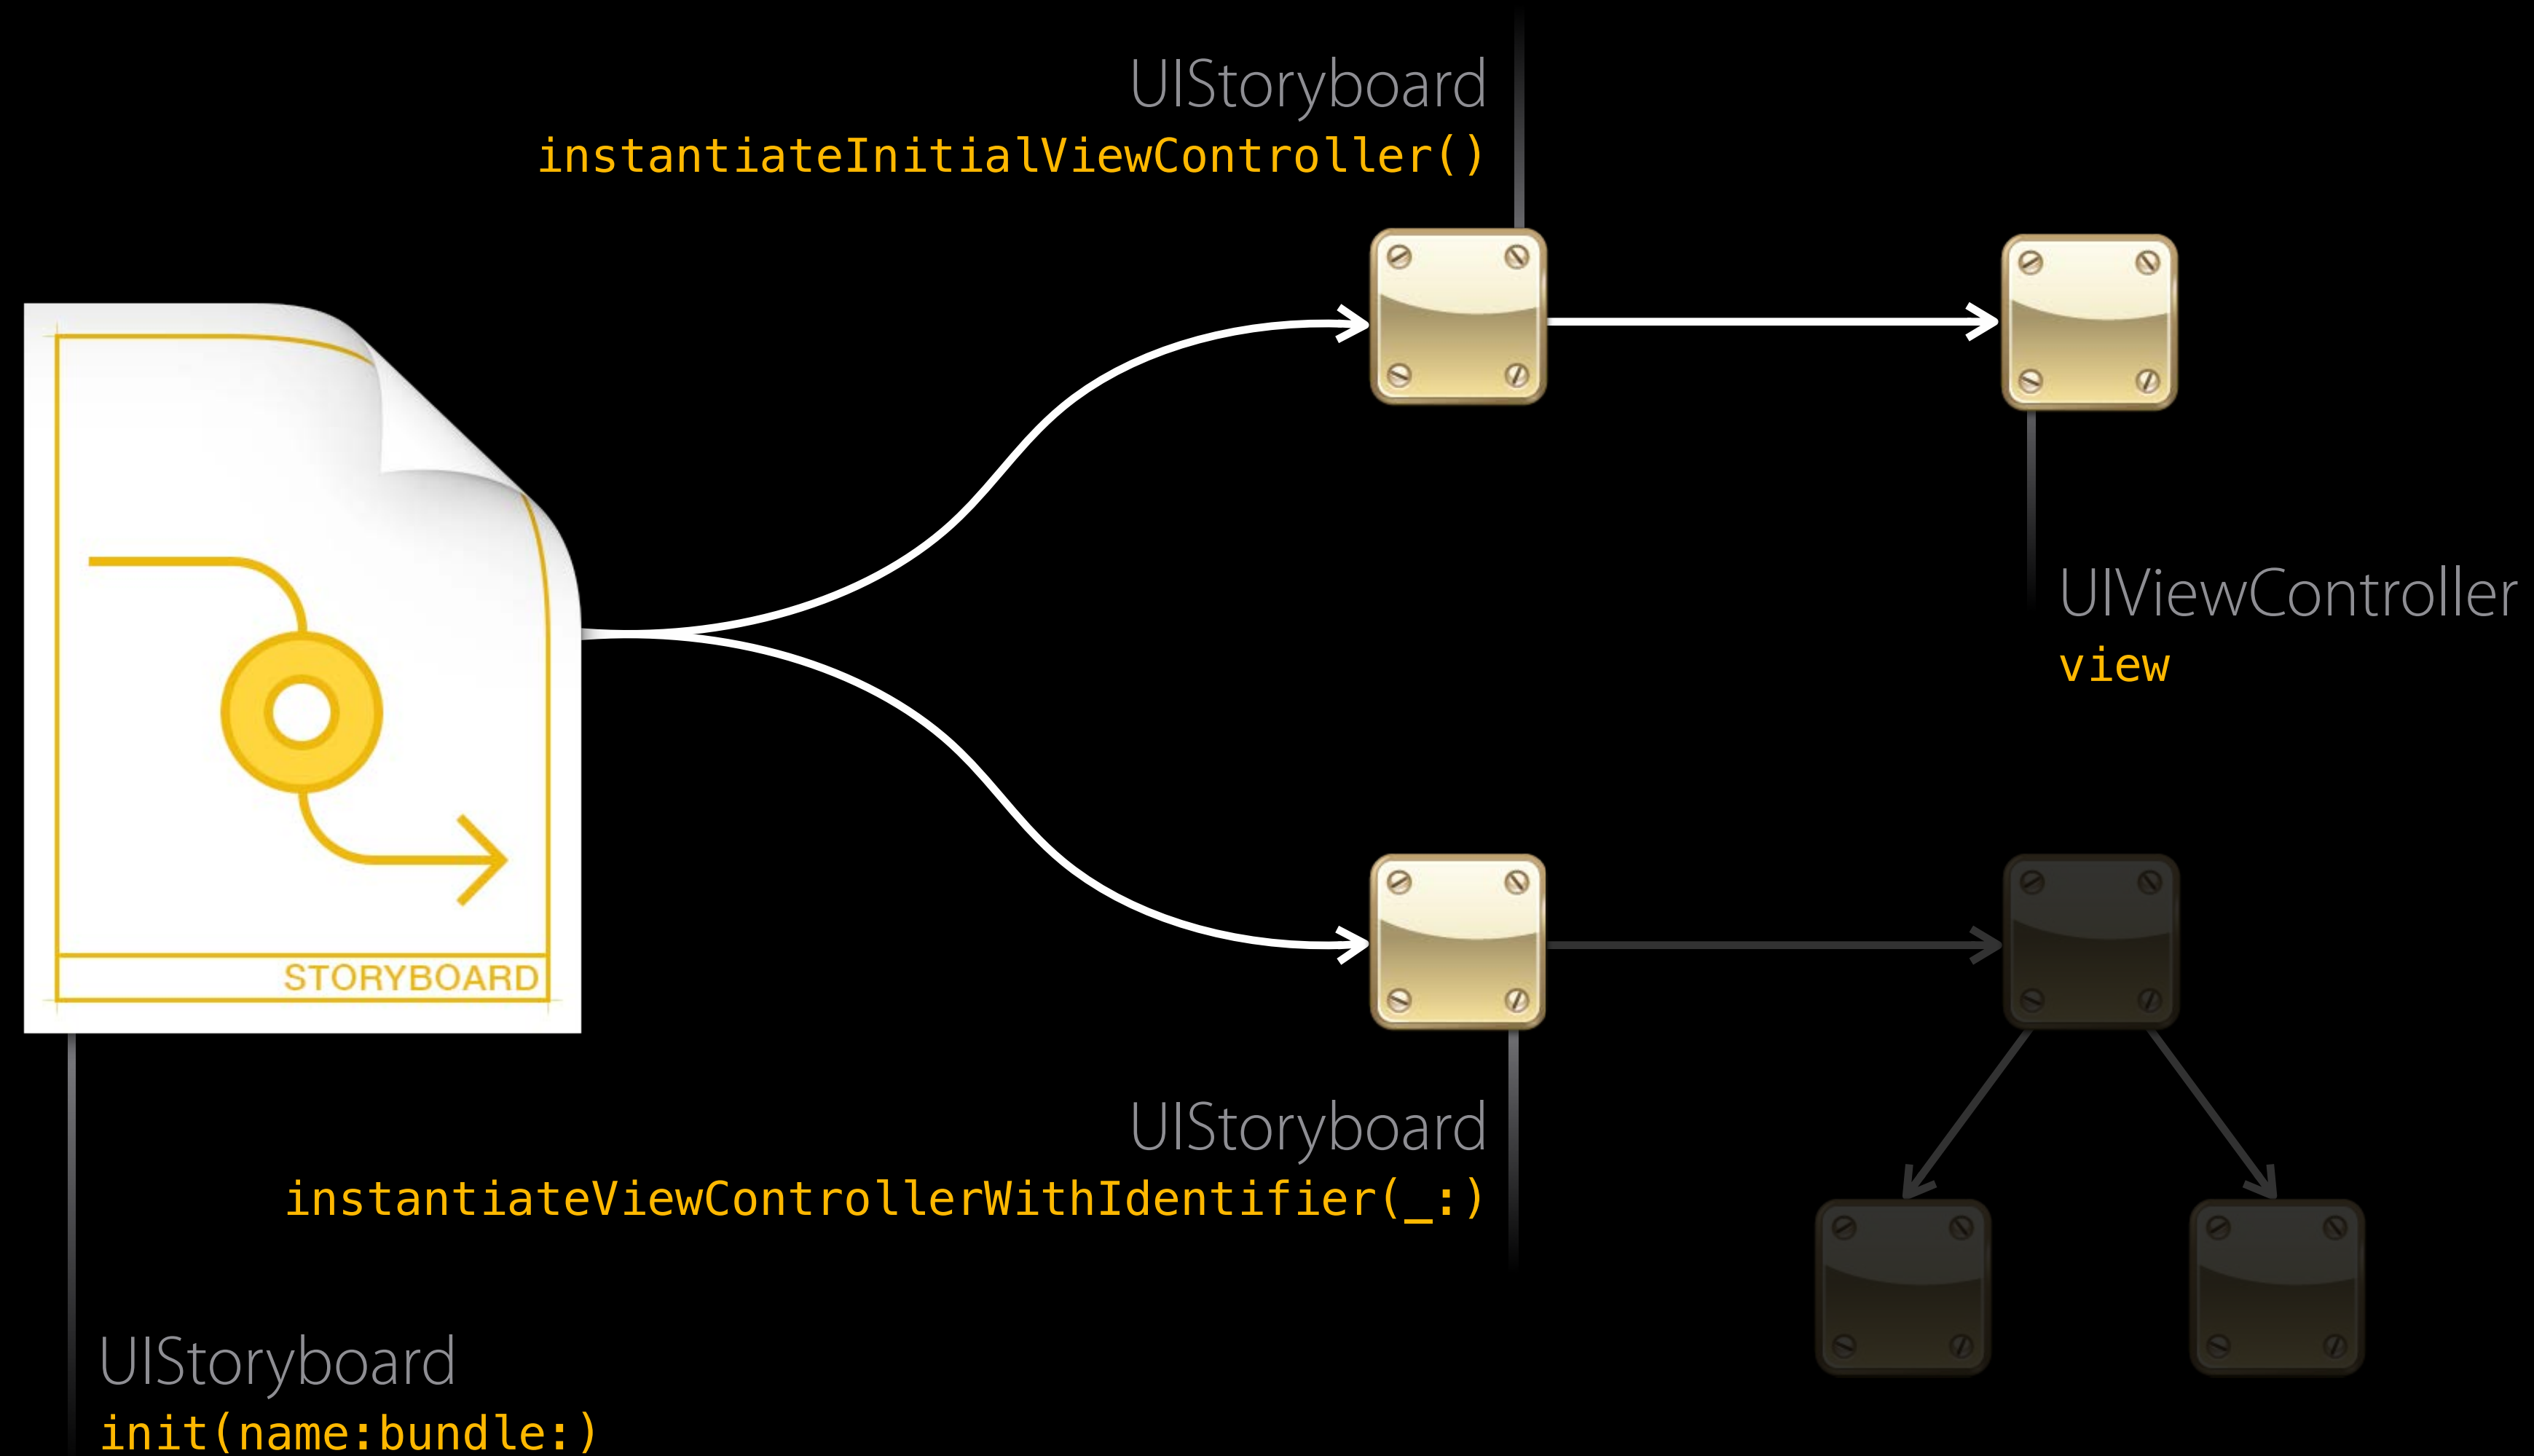 UIStoryboard
instantiateInitialViewController()
UIViewController
view
STORYBOARD
UIStoryboard
instantiateViewControllerWithIdentifier(_:)
UIStoryboard
init(name:bundle:)